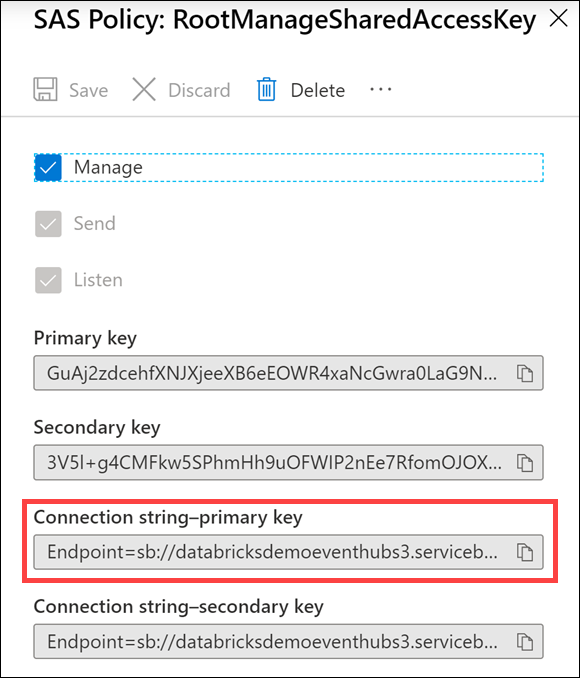 SAS Policy: RootManageSharedAccessKey
Save Discard Delete ...
Manage
Send
Listen
Primary key
GuAj2zdcehfXNJXjeeXB6eEOWR4xaNcGwra0LaG9N...
Secondary key
3V5l+g4CMFkw5SPhmHh9uOFWIP2nEe7RfomOJOX...
Connection string–primary key
Endpoint=sb://databricksdemoeventhubs3.serviceb...
Connection string–secondary key
Endpoint=sb://databricksdemoeventhubs3.serviceb...